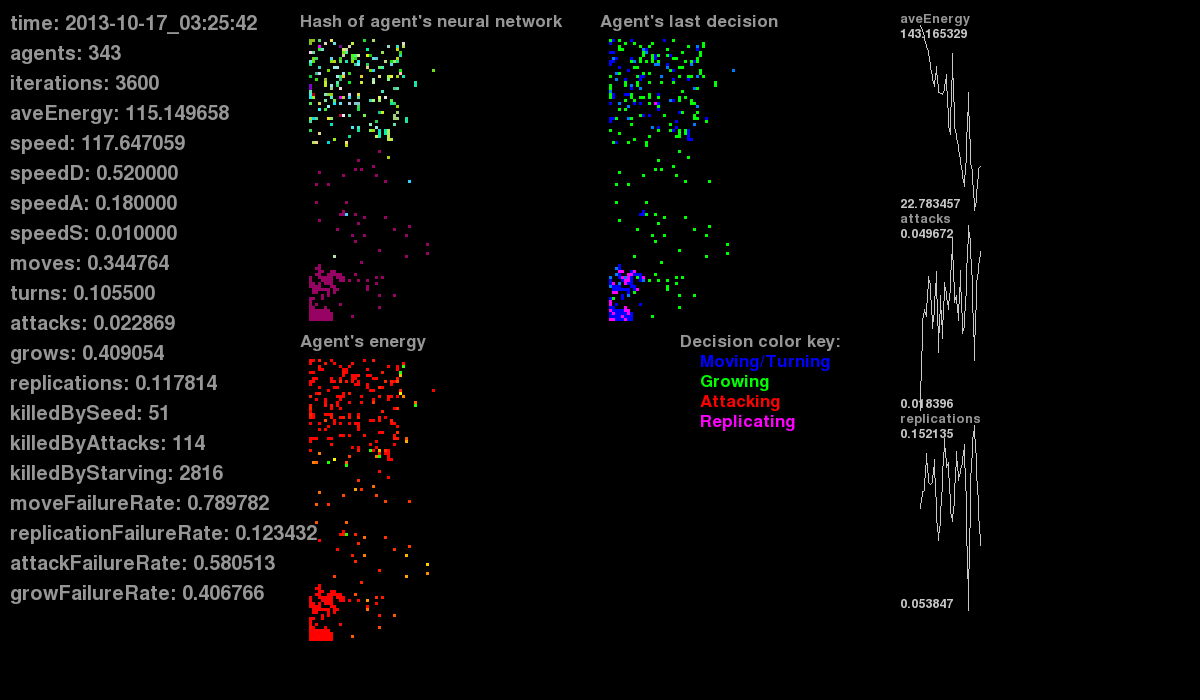 time: 2013-10-17_03:25:42
agents: 343
iterations: 3600
aveEnergy: 115.149658
speed: 117.647059
speedD: 0.520000
speedA: 0.180000
speedS: 0.010000
moves: 0.344764
turns: 0.105500
attacks: 0.022869
grows: 0.409054
replications: 0.117814
killedBySeed: 51
killedByAttacks: 114
killedByStarving: 2816
moveFailureRate: 0.789782
replicationFailureRate: 0.123432
attackFailureRate: 0.580513
growFailureRate: 0.406766
Hash of agent's neural network
Agent's last decision
Agent's energy
Decision color key:
Moving/Turning
Growing
Attacking
Replicating
aveEnergy
143.165329
22.783457
attacks
0.049672
0.018396
replications
0.152135
0.053847